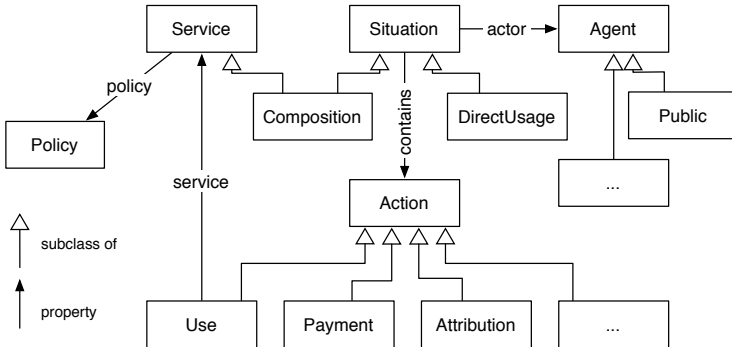 Service
Situation
actor
Agent
policy
Composition
DirectUsage
Public
contains
Policy
service
...
Action
subclass of
property
Use
Payment
Attribution
...